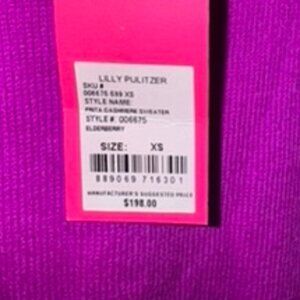 LILLY PULITZER
SKU #
006675 699 XS
STYLE NAME:
CASHMERE SWEATER
STYLE #: 006675
ELDERBERRY
SIZE: XS
889069 716301
MANUFACTURER'S SUGGESTED PRICE
$198.00